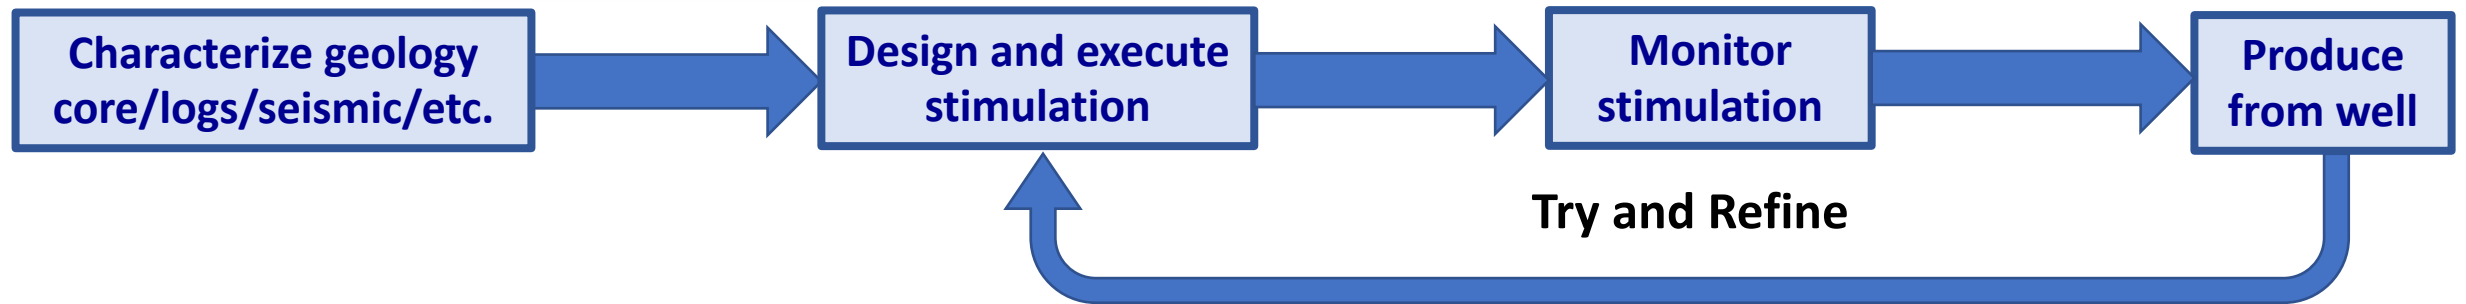 Characterize geology
core/logs/seismic/etc.
Design and execute
stimulation
Monitor
stimulation
Produce
from well
Try and Refine